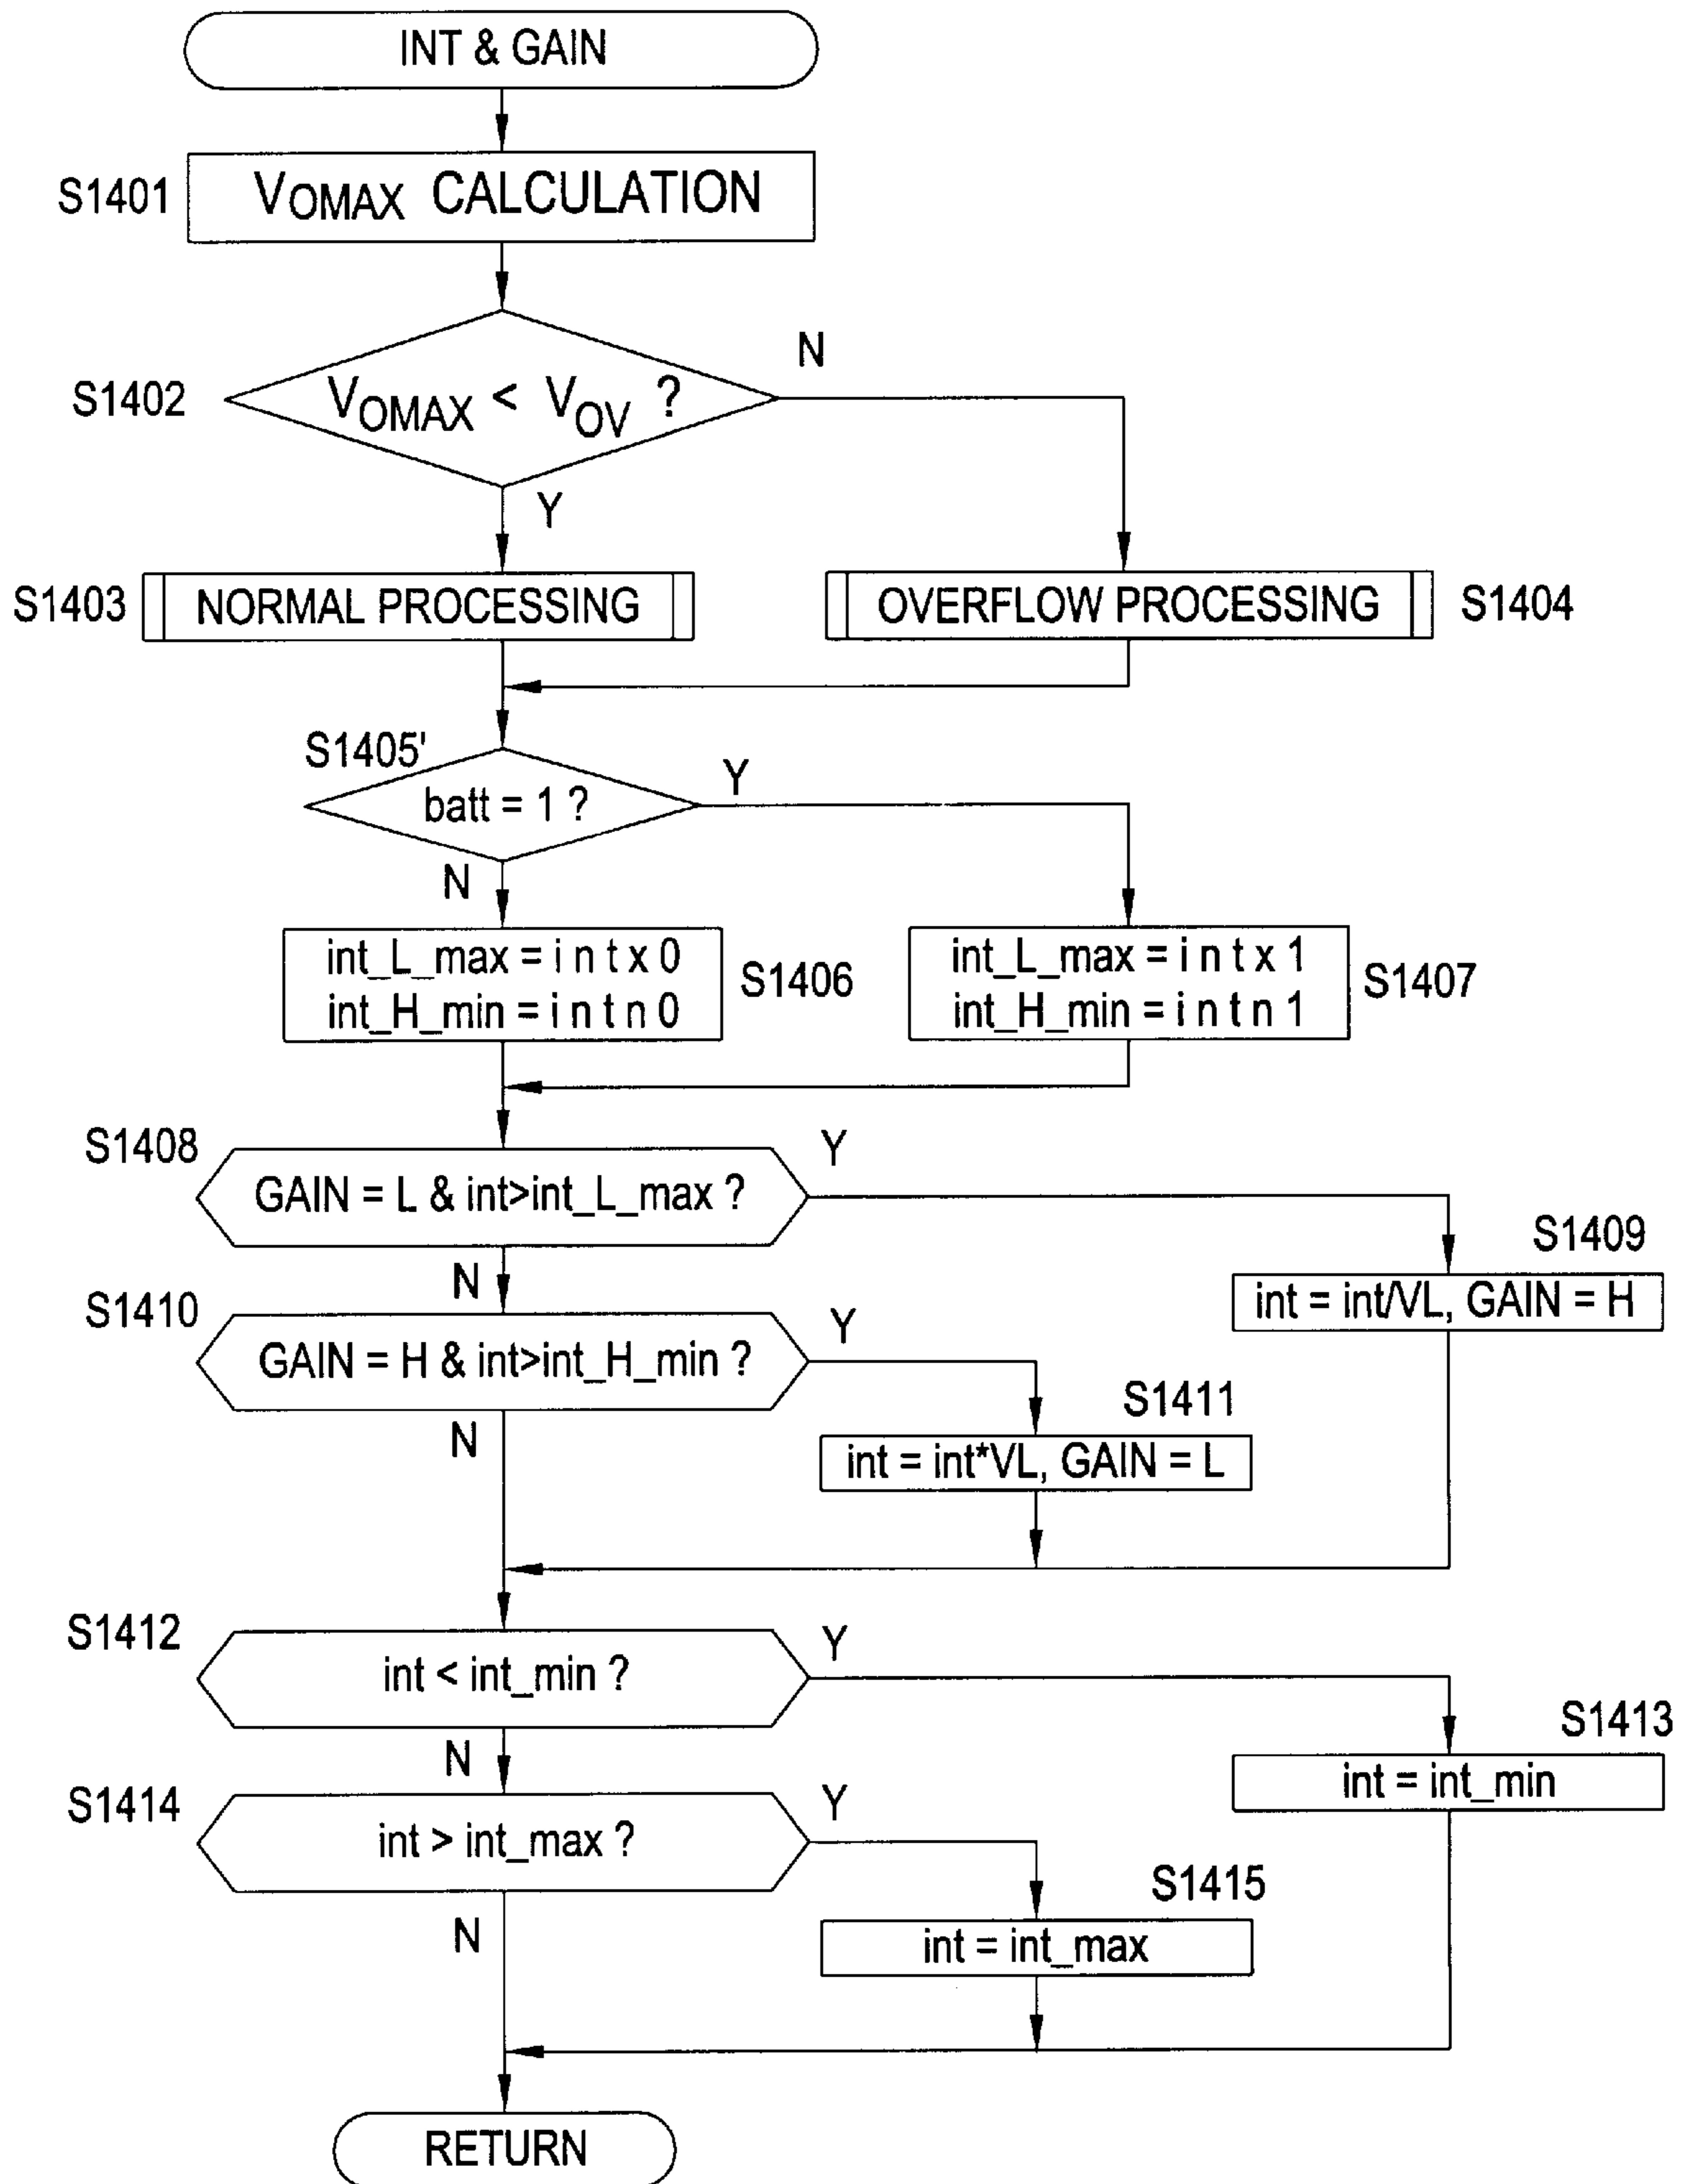 INT & GAIN
S1401
VOMAX CALCULATION
S1402
VOMAX < VOV ?
N
Y
S1403
NORMAL PROCESSING
OVERFLOW PROCESSING
S1404
S1405'
batt = 1 ?
Y
N
int_L_max = i n t x 0
int_H_min = i n t n 0
S1406
int_L_max = i n t x 1
int_H_min = i n t n 1
S1407
S1408
GAIN = L & int>int_L_max ?
Y
N
S1409
int = int/VL, GAIN = H
S1410
GAIN = H & int>int_H_min ?
Y
N
S1411
int = int*VL, GAIN = L
S1412
int < int_min ?
Y
N
S1413
int = int_min
S1414
int > int_max ?
Y
N
S1415
int = int_max
RETURN